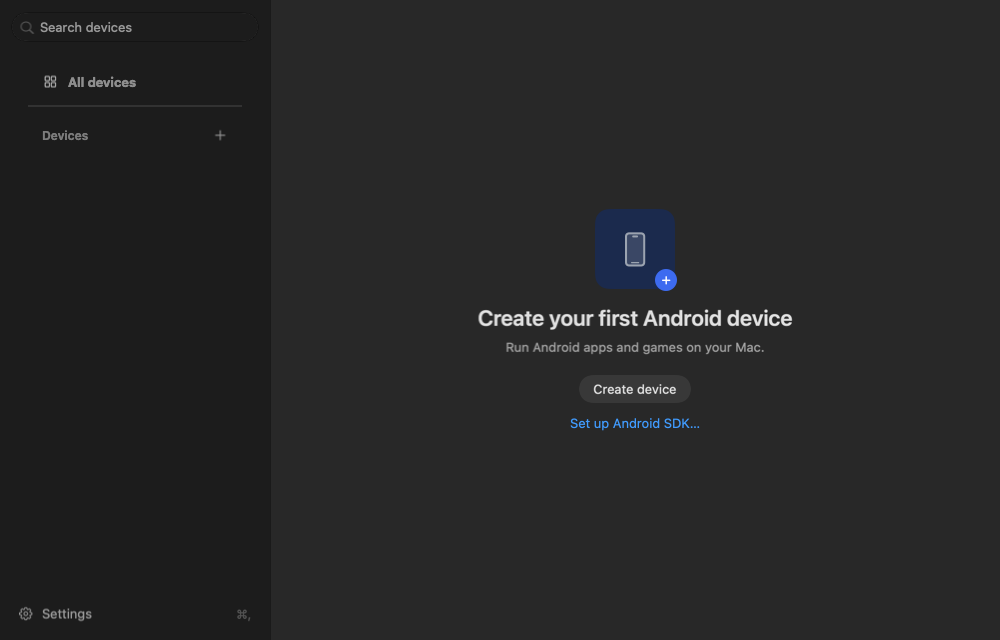 Search devices
All devices
Devices
Create your first Android device
Run Android apps and games on your Mac.
Create device
Set up Android SDK...
Settings ⌘,